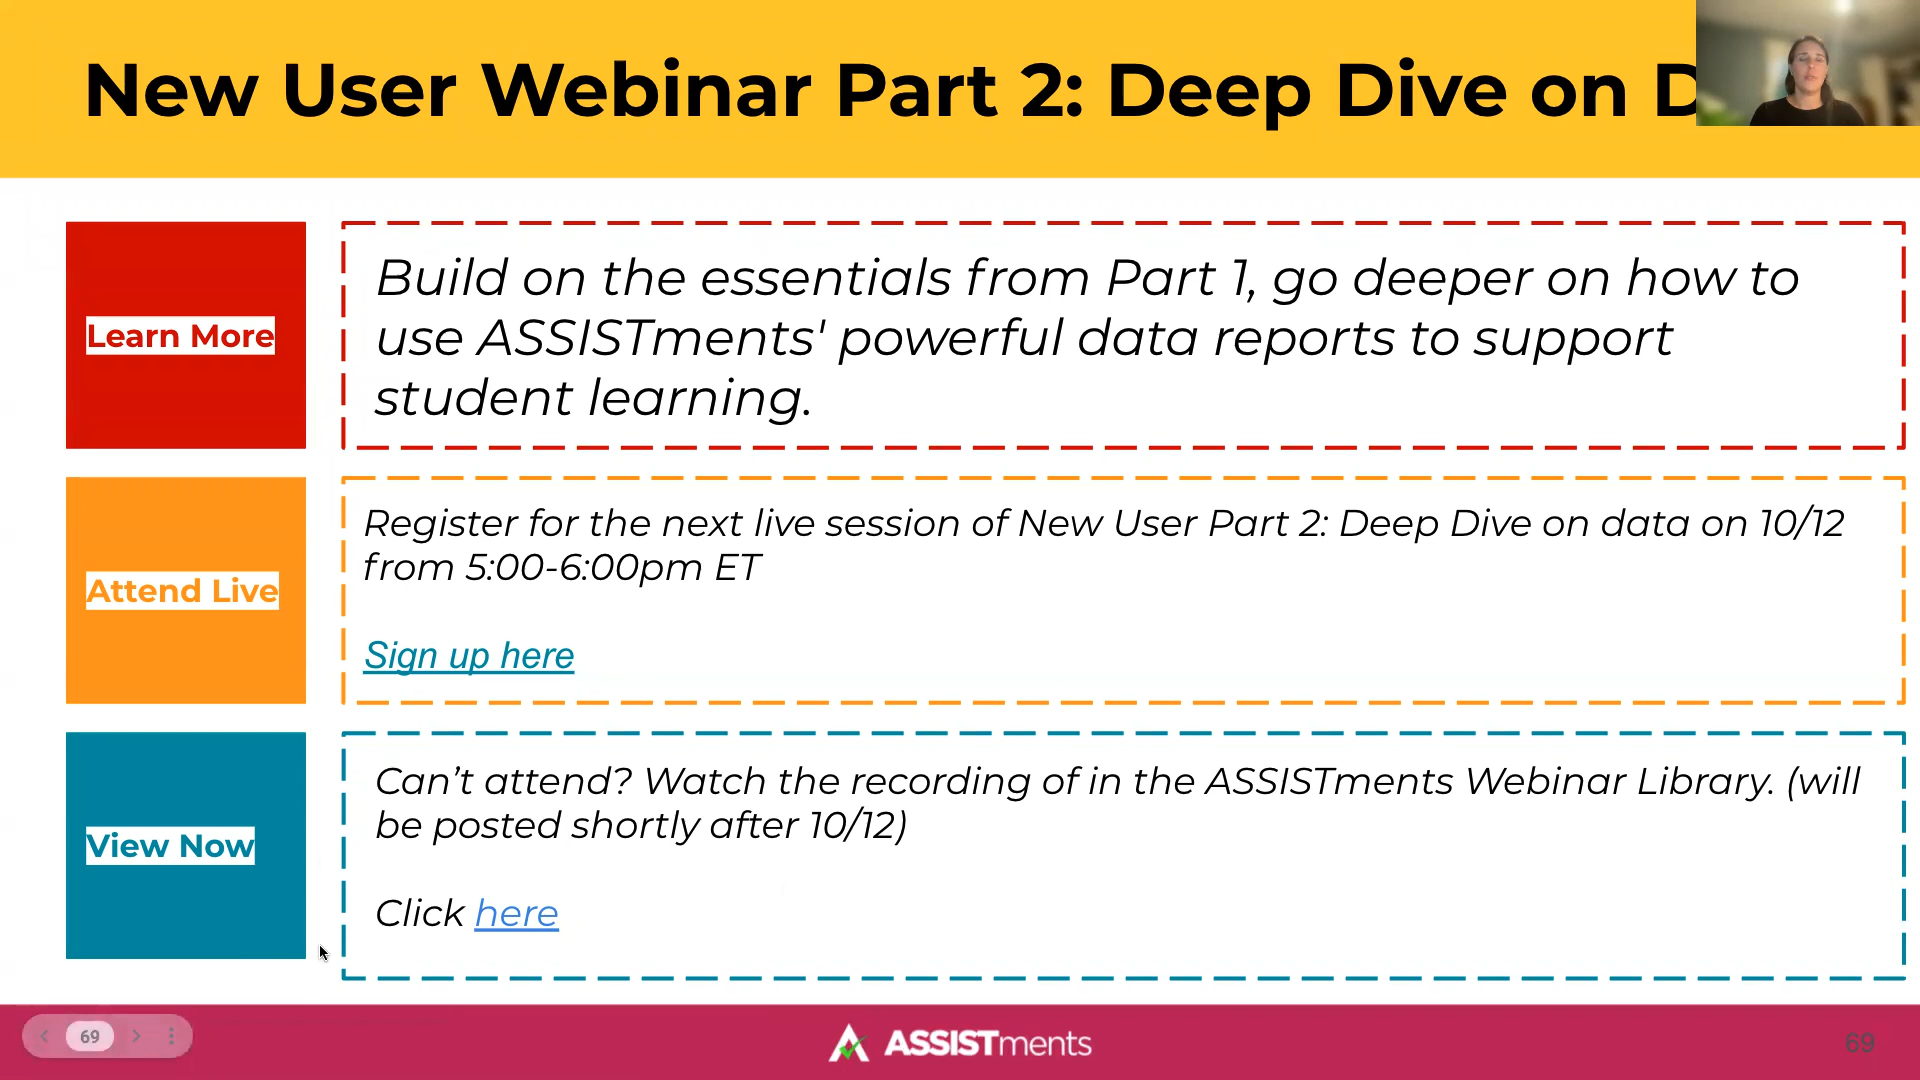 New User Webinar Part 2: Deep Dive on D
Learn More
Build on the essentials from Part 1, go deeper on how to
use ASSISTments' powerful data reports to support
student learning.
Attend Live
Register for the next live session of New User Part 2: Deep Dive on data on 10/12
from 5:00-6:00pm ET
Sign up here
View Now
Can’t attend? Watch the recording of in the ASSISTments Webinar Library. (will
be posted shortly after 10/12)
Click here
69
ASSISTments
69